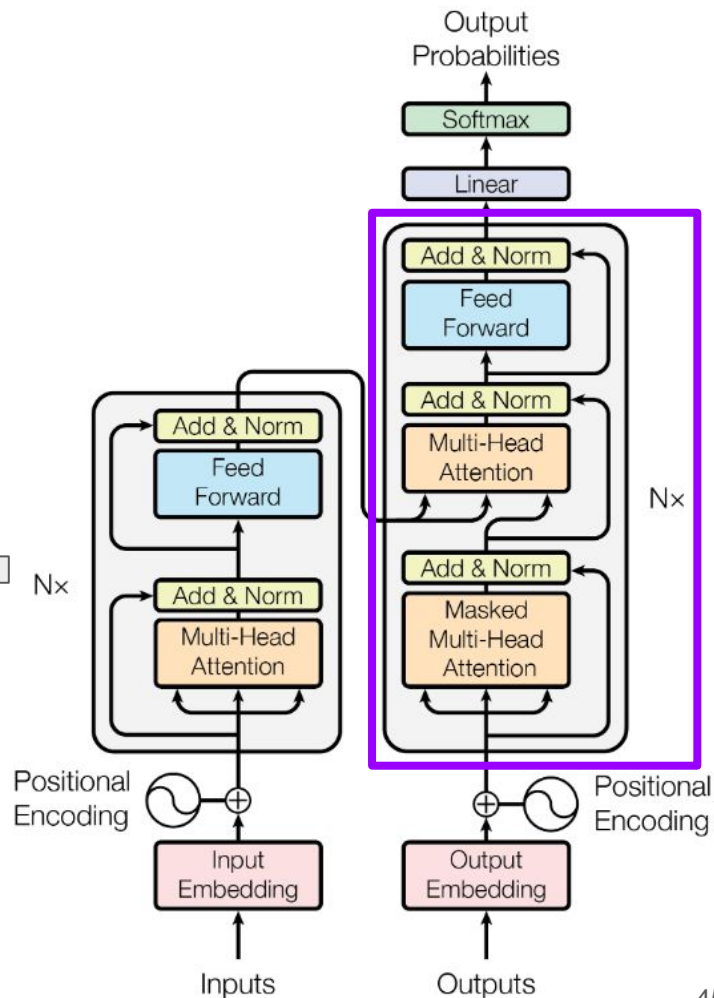 Output
Probabilities
Softmax
Linear
Add & Norm
Feed
Forward
Add & Norm
Multi-Head
Attention
Add & Norm
Masked
Multi-Head
Attention
Nx
Add & Norm
Feed
Forward
Add & Norm
Multi-Head
Attention
Nx
Positional
Encoding
Positional
Encoding
Input
Embedding
Output
Embedding
Inputs
Outputs